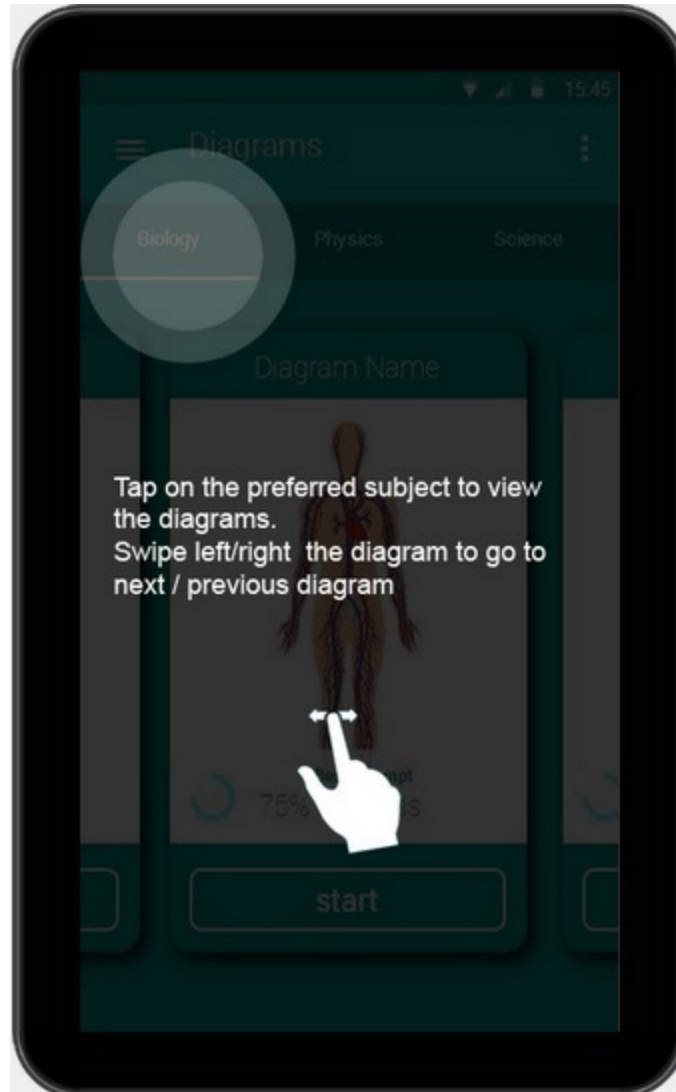 15:45
Diagrams
Biology Physics Science
Diagram Name
Tap on the preferred subject to view
the diagrams.
Swipe left/right the diagram to go to
next / previous diagram
75%
start